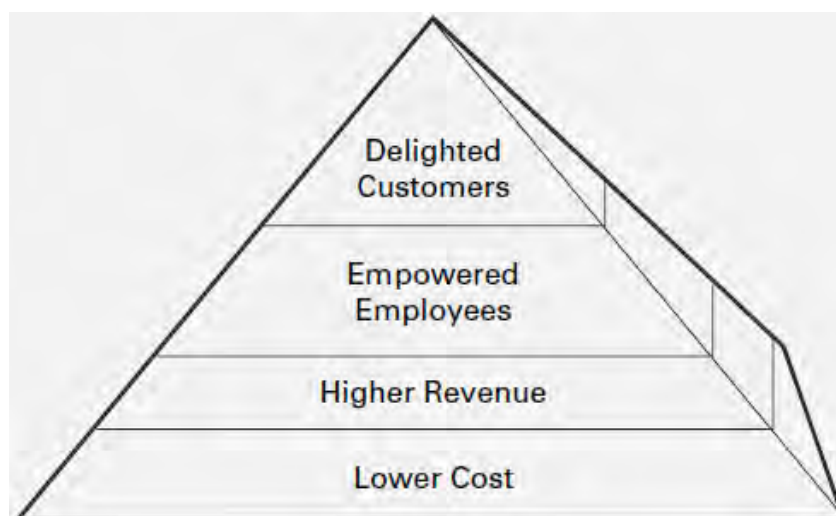 Delighted
Customers
Empowered
Employees
Higher Revenue
Lower Cost